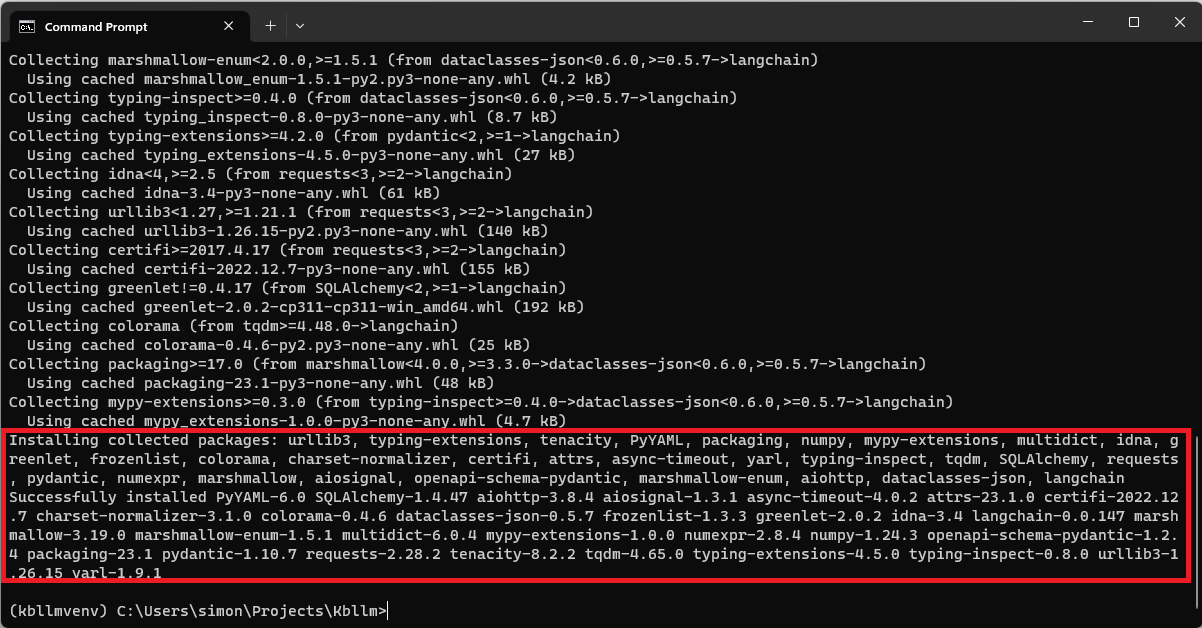 Command Prompt
Collecting marshmallow-enum<2.0.0,>=1.5.1 (from dataclasses-json<0.6.0,>=0.5.7->langchain)
  Using cached marshmallow_enum-1.5.1-py2.py3-none-any.whl (4.2 kB)
Collecting typing-inspect>=0.4.0 (from dataclasses-json<0.6.0,>=0.5.7->langchain)
  Using cached typing_inspect-0.8.0-py3-none-any.whl (8.7 kB)
Collecting typing-extensions>=4.2.0 (from pydantic<2,>=1->langchain)
  Using cached typing_extensions-4.5.0-py3-none-any.whl (27 kB)
Collecting idna<4,>=2.5 (from requests<3,>=2->langchain)
  Using cached idna-3.4-py3-none-any.whl (61 kB)
Collecting urllib3<1.27,>=1.21.1 (from requests<3,>=2->langchain)
  Using cached urllib3-1.26.15-py2.py3-none-any.whl (140 kB)
Collecting certifi>=2017.4.17 (from requests<3,>=2->langchain)
  Using cached certifi-2022.12.7-py3-none-any.whl (155 kB)
Collecting greenlet!=0.4.17 (from SQLAlchemy<2,>=1->langchain)
  Using cached greenlet-2.0.2-cp311-cp311-win_amd64.whl (192 kB)
Collecting colorama (from tqdm>=4.48.0->langchain)
  Using cached colorama-0.4.6-py2.py3-none-any.whl (25 kB)
Collecting packaging>=17.0 (from marshmallow<4.0.0,>=3.3.0->dataclasses-json<0.6.0,>=0.5.7->langchain)
  Using cached packaging-23.1-py3-none-any.whl (48 kB)
Collecting mypy-extensions>=0.3.0 (from typing-inspect>=0.4.0->dataclasses-json<0.6.0,>=0.5.7->langchain)
  Using cached mypy_extensions-1.0.0-py3-none-any.whl (4.7 kB)
Installing collected packages: urllib3, typing-extensions, tenacity, PyYAML, packaging, numpy, mypy-extensions, multidict, idna, g
reenlet, frozenlist, colorama, charset-normalizer, certifi, attrs, async-timeout, yarl, typing-inspect, tqdm, SQLAlchemy, requests
, pydantic, numexpr, marshmallow, aiosignal, openapi-schema-pydantic, marshmallow-enum, aiohttp, dataclasses-json, langchain
Successfully installed PyYAML-6.0 SQLAlchemy-1.4.47 aiohttp-3.8.4 aiosignal-1.3.1 async-timeout-4.0.2 attrs-23.1.0 certifi-2022.12
.7 charset-normalizer-3.1.0 colorama-0.4.6 dataclasses-json-0.5.7 frozenlist-1.3.3 greenlet-2.0.2 idna-3.4 langchain-0.0.147 marsh
mallow-3.19.0 marshmallow-enum-1.5.1 multidict-6.0.4 mypy-extensions-1.0.0 numexpr-2.8.4 numpy-1.24.3 openapi-schema-pydantic-1.2.
4 packaging-23.1 pydantic-1.10.7 requests-2.28.2 tenacity-8.2.2 tqdm-4.65.0 typing-extensions-4.5.0 typing-inspect-0.8.0 urllib3-1
.26.15 yarl-1.9.1
(kbllmvenv) C:\Users\simon\Projects\Kbllm>